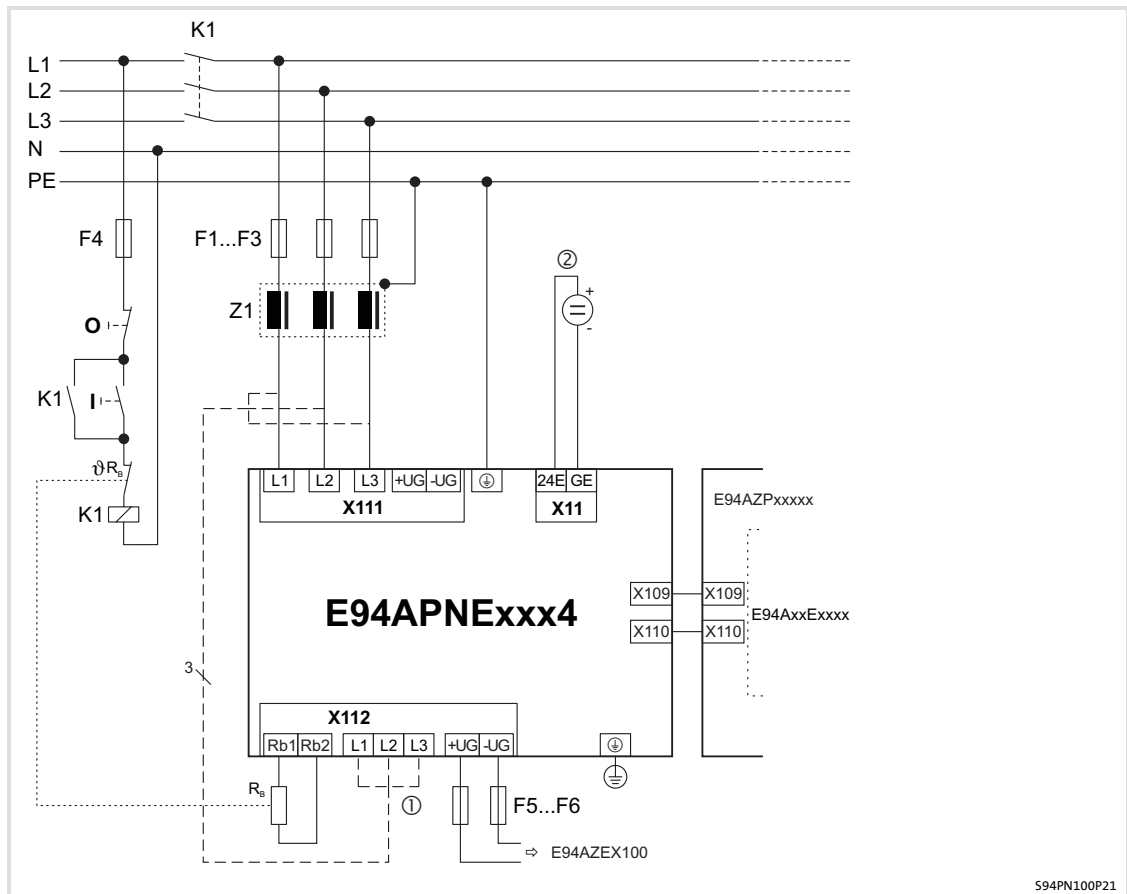 K1
L1
L2
L3
N
PE
F4
F1...F3
②
Z1
+
-
O
K1
I
ϑRB
K1
L1 L2 L3 +UG -UG
X111
24E GE
X11
E94AZPxxxxx
E94APNExxx4
X109 X109
E94AxxExxxx
X110 X110
3
X112
Rb1 Rb2 L1 L2 L3 +UG -UG
RB
①
F5...F6
⇨ E94AZEX100
S94PN100P21